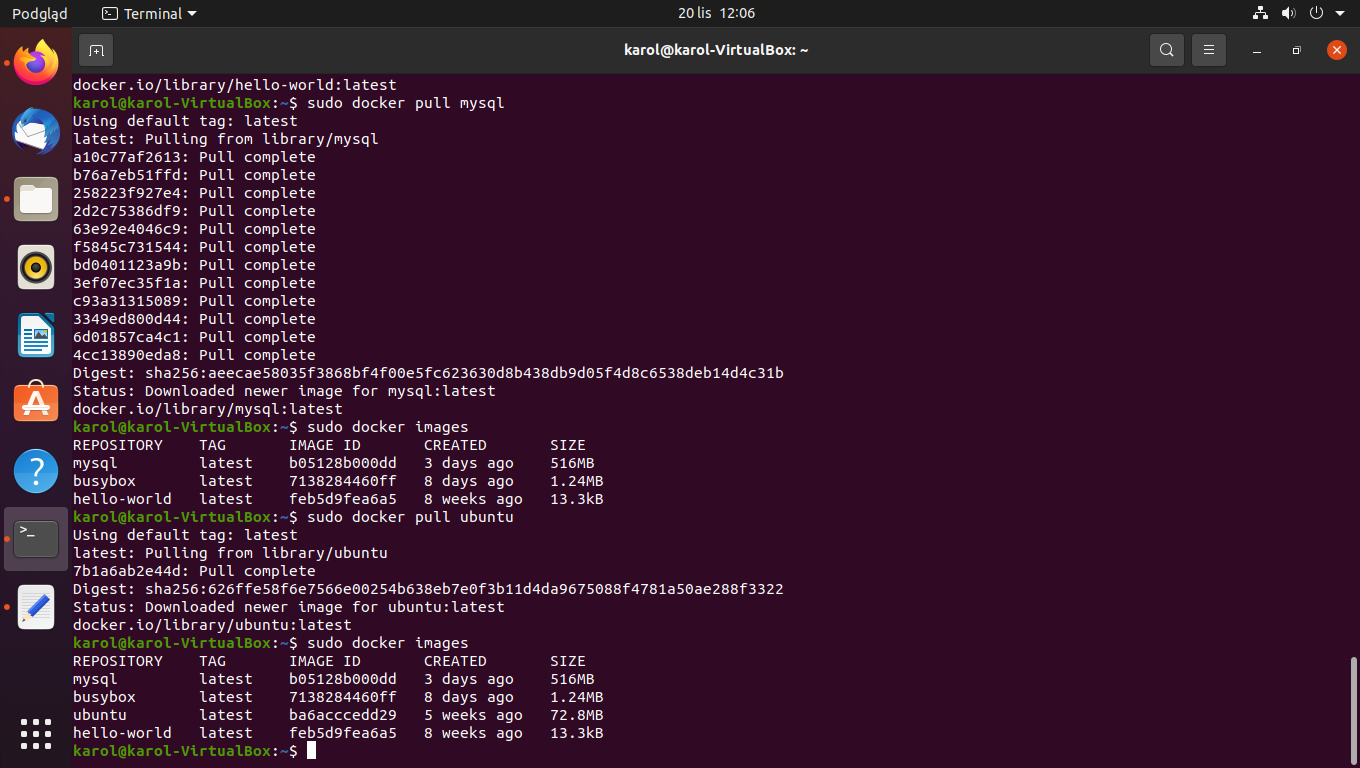 Podgląd Terminal 20 lis 12:06
karol@karol-VirtualBox: ~
docker.io/library/hello-world:latest
karol@karol-VirtualBox:~$ sudo docker pull mysql
Using default tag: latest
latest: Pulling from library/mysql
a10c77af2613: Pull complete
b76a7eb51ffd: Pull complete
258223f927e4: Pull complete
2d2c75386df9: Pull complete
63e92e4046c9: Pull complete
f5845c731544: Pull complete
bd0401123a9b: Pull complete
3ef07ec35f1a: Pull complete
c93a31315089: Pull complete
3349ed800d44: Pull complete
6d01857ca4c1: Pull complete
4cc13890eda8: Pull complete
Digest: sha256:aeecae58035f3868bf4f00e5fc623630d8b438db9d05f4d8c6538deb14d4c31b
Status: Downloaded newer image for mysql:latest
docker.io/library/mysql:latest
karol@karol-VirtualBox:~$ sudo docker images
REPOSITORY    TAG       IMAGE ID       CREATED       SIZE
mysql         latest    b05128b000dd   3 days ago    516MB
busybox       latest    7138284460ff   8 days ago    1.24MB
hello-world   latest    feb5d9fea6a5   8 weeks ago   13.3kB
karol@karol-VirtualBox:~$ sudo docker pull ubuntu
Using default tag: latest
latest: Pulling from library/ubuntu
7b1a6ab2e44d: Pull complete
Digest: sha256:626ffe58f6e7566e00254b638eb7e0f3b11d4da9675088f4781a50ae288f3322
Status: Downloaded newer image for ubuntu:latest
docker.io/library/ubuntu:latest
karol@karol-VirtualBox:~$ sudo docker images
REPOSITORY    TAG       IMAGE ID       CREATED       SIZE
mysql         latest    b05128b000dd   3 days ago    516MB
busybox       latest    7138284460ff   8 days ago    1.24MB
ubuntu        latest    ba6acccedd29   5 weeks ago   72.8MB
hello-world   latest    feb5d9fea6a5   8 weeks ago   13.3kB
karol@karol-VirtualBox:~$